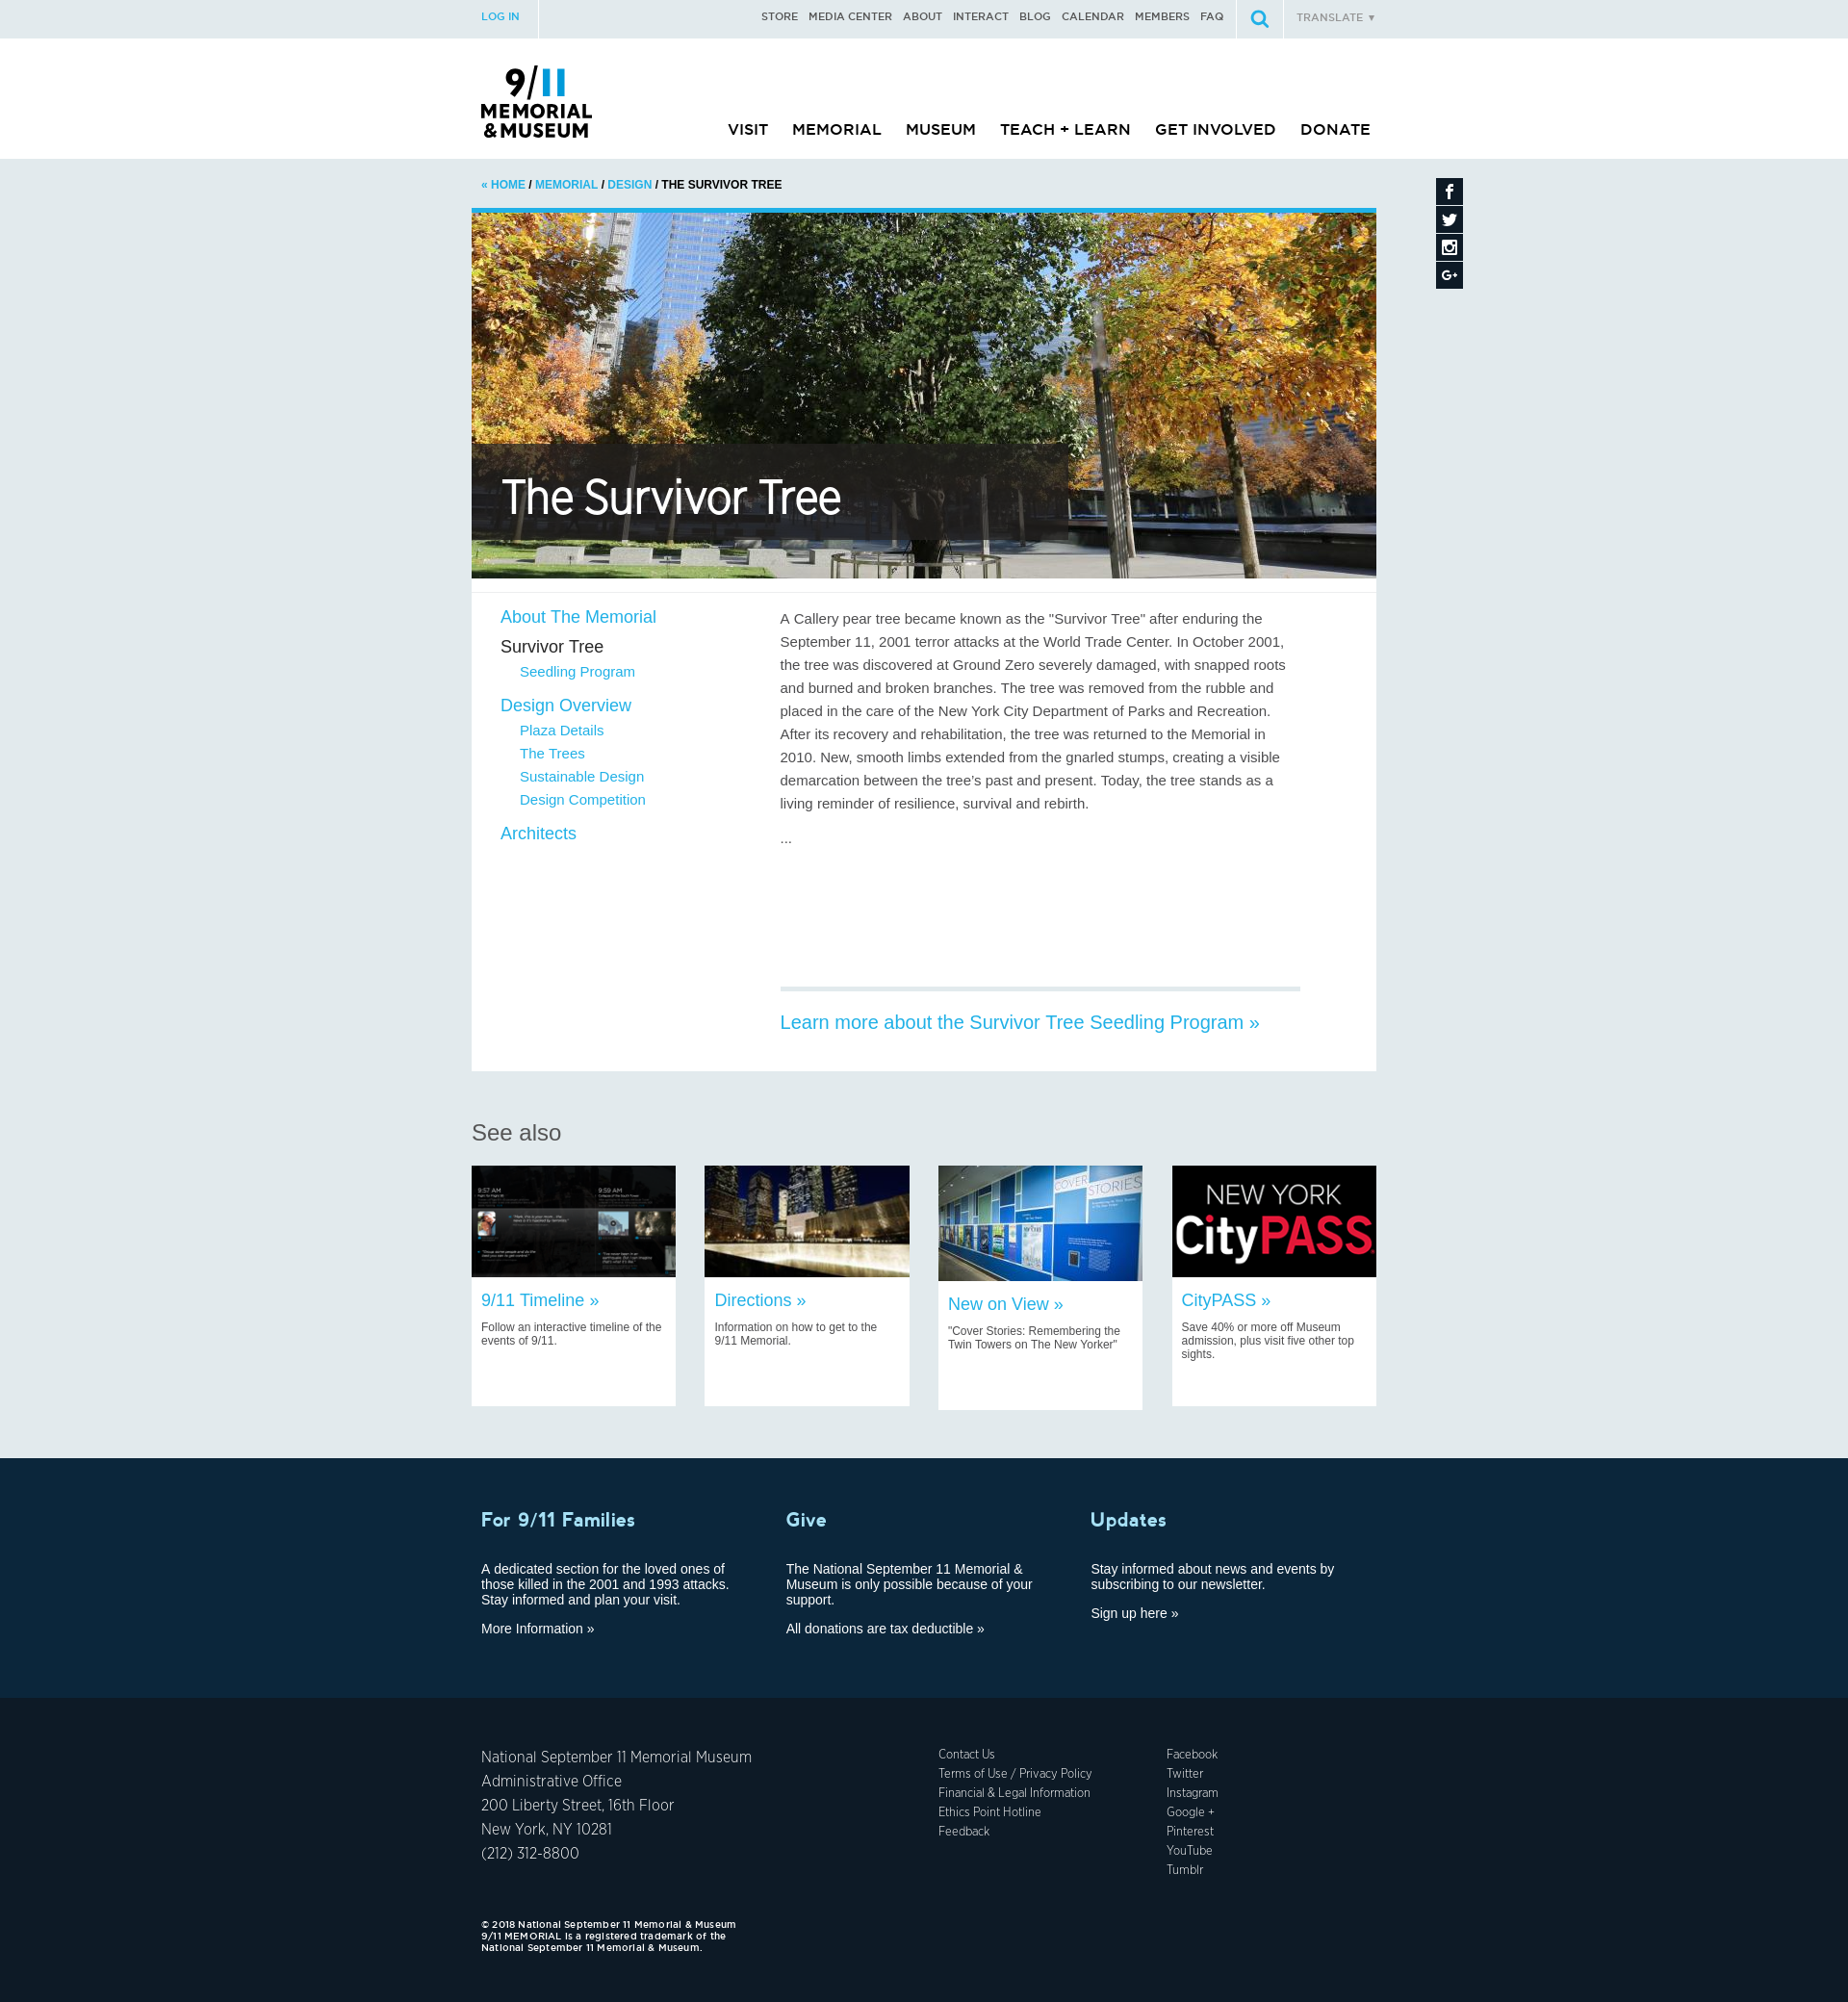 LOG IN
STORE MEDIA CENTER ABOUT INTERACT BLOG CALENDAR MEMBERS FAQ
TRANSLATE ▼
9/11
MEMORIAL
&MUSEUM
VISIT MEMORIAL MUSEUM TEACH + LEARN GET INVOLVED DONATE
« HOME / MEMORIAL / DESIGN / THE SURVIVOR TREE
The Survivor Tree
About The Memorial
Survivor Tree
Seedling Program
Design Overview
Plaza Details
The Trees
Sustainable Design
Design Competition
Architects
A Callery pear tree became known as the "Survivor Tree" after enduring the
September 11, 2001 terror attacks at the World Trade Center. In October 2001,
the tree was discovered at Ground Zero severely damaged, with snapped roots
and burned and broken branches. The tree was removed from the rubble and
placed in the care of the New York City Department of Parks and Recreation.
After its recovery and rehabilitation, the tree was returned to the Memorial in
2010. New, smooth limbs extended from the gnarled stumps, creating a visible
demarcation between the tree’s past and present. Today, the tree stands as a
living reminder of resilience, survival and rebirth.
...
Learn more about the Survivor Tree Seedling Program »
See also
9:57 AM
9:59 AM
9/11 Timeline »
Follow an interactive timeline of the
events of 9/11.
Directions »
Information on how to get to the
9/11 Memorial.
COVER
STORIES
New on View »
"Cover Stories: Remembering the
Twin Towers on The New Yorker"
NEW YORK
CityPASS
CityPASS »
Save 40% or more off Museum
admission, plus visit five other top
sights.
For 9/11 Families
A dedicated section for the loved ones of
those killed in the 2001 and 1993 attacks.
Stay informed and plan your visit.
More Information »
Give
The National September 11 Memorial &
Museum is only possible because of your
support.
All donations are tax deductible »
Updates
Stay informed about news and events by
subscribing to our newsletter.
Sign up here »
National September 11 Memorial Museum
Administrative Office
200 Liberty Street, 16th Floor
New York, NY 10281
(212) 312-8800
Contact Us
Terms of Use / Privacy Policy
Financial & Legal Information
Ethics Point Hotline
Feedback
Facebook
Twitter
Instagram
Google +
Pinterest
YouTube
Tumblr
© 2018 National September 11 Memorial & Museum
9/11 MEMORIAL is a registered trademark of the
National September 11 Memorial & Museum.